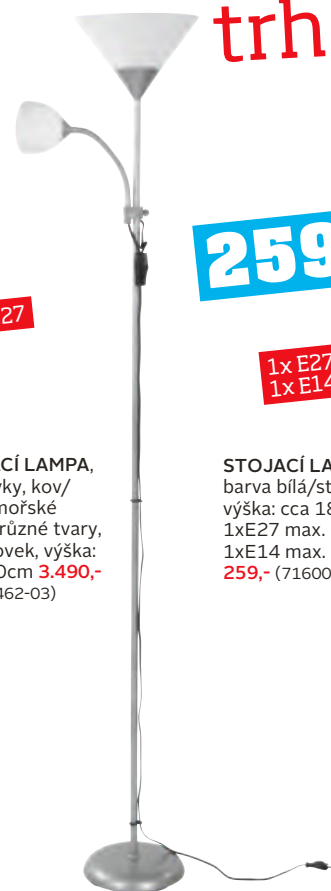 trh
259
27
1x E27
1x E14
CÍ LAMPA,
vky, kov/
mořské
různé tvary,
ovek, výška:
0cm 3.490,-
462-03)
STOJACÍ LA
barva bílá/st
výška: cca 18
1xE27 max.
1xE14 max.
259,- (71600